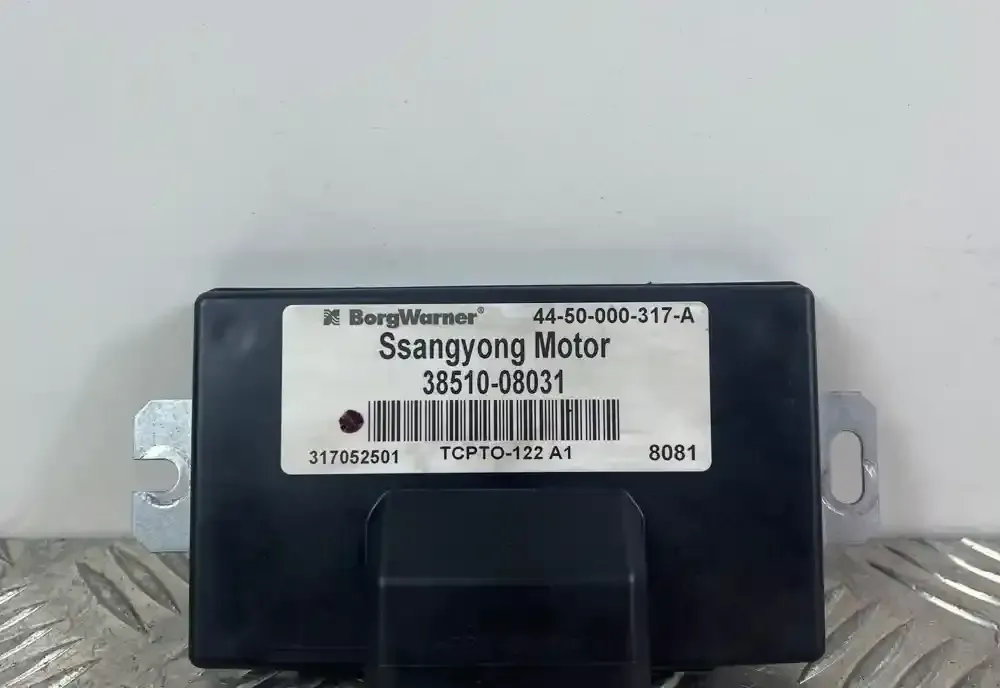 BorgWarner® 44-50-000-317-A
Ssangyong Motor
38510-08031
317052501 TCPTO-122 A1 8081